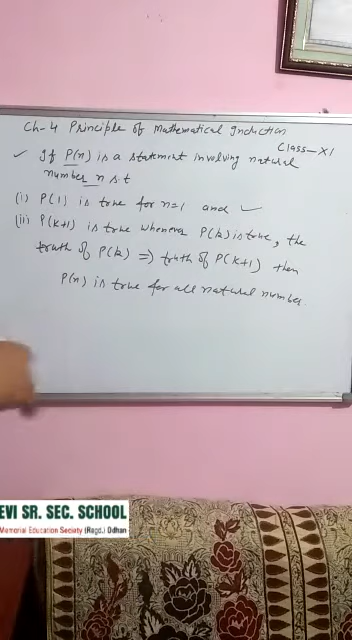 Ch-4 Principle of Mathematical Induction
Class-XI
✓ If P(n) is a statement involving natural
number n s.t
(i) P(1) is true for n=1 and ✓
(ii) P(k+1) is true whenever P(k) is true, the
truth of P(k) => truth of P(k+1) then
P(n) is true for all natural number.
EVI SR. SEC. SCHOOL
Memorial Education Society (Regd.) Odhan